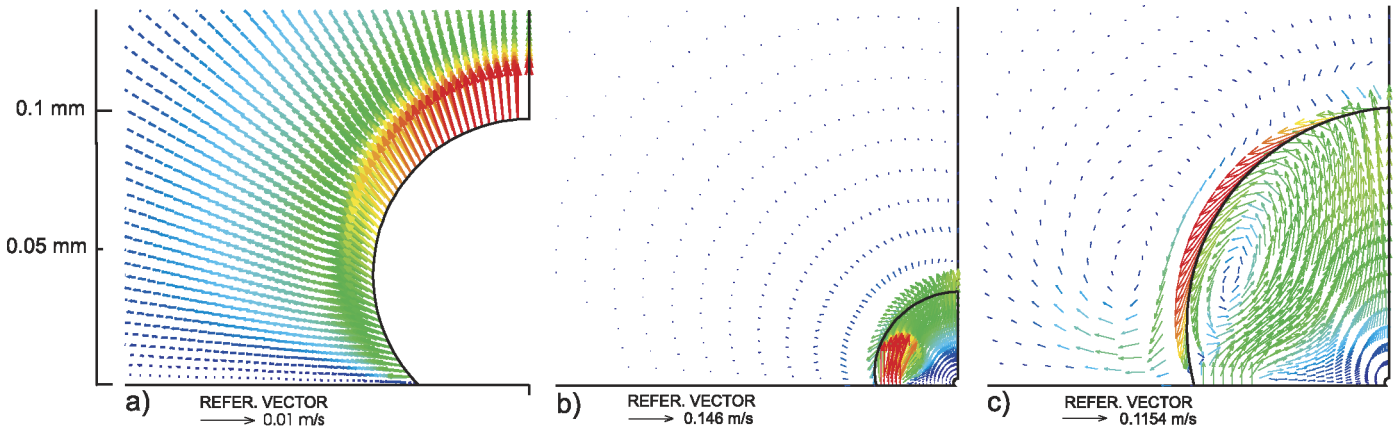 0.1 mm
0.05 mm
a)
REFER. VECTOR
0.01 m/s
b)
REFER. VECTOR
0.146 m/s
c)
REFER. VECTOR
0.1154 m/s